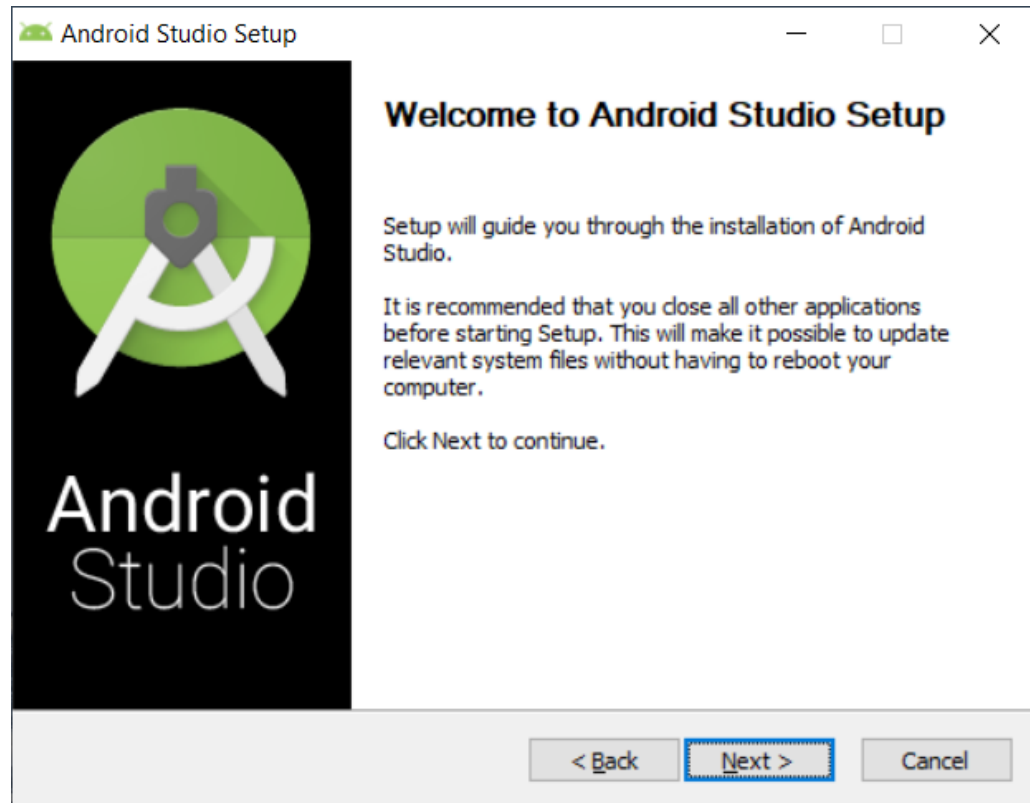 Android Studio Setup
Welcome to Android Studio Setup
Setup will guide you through the installation of Android
Studio.
It is recommended that you close all other applications
before starting Setup. This will make it possible to update
relevant system files without having to reboot your
computer.
Click Next to continue.
Android
Studio
< Back
Next >
Cancel